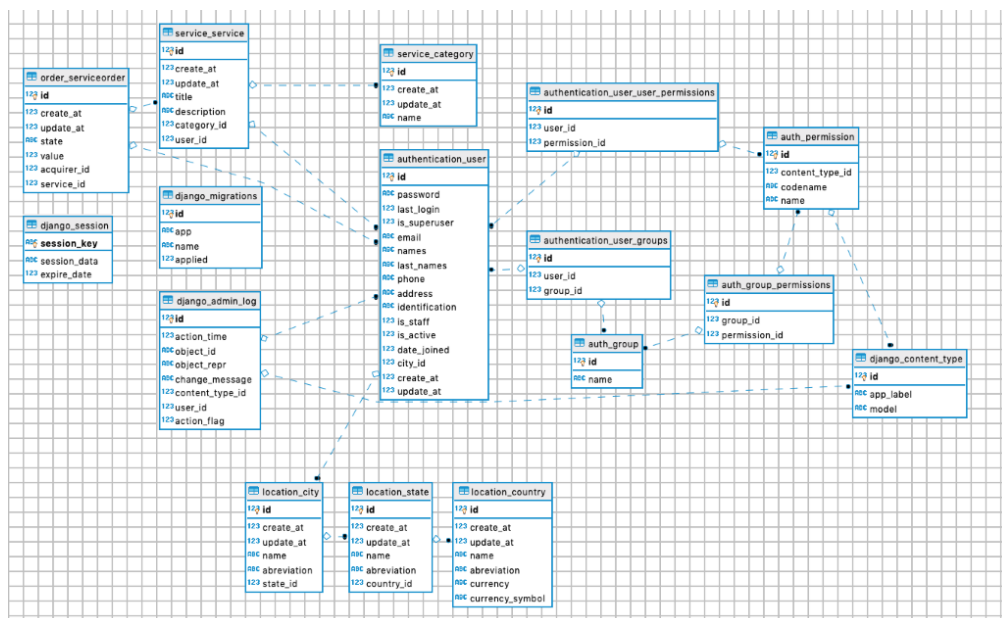 service_service
id
create_at
update_at
title
description
category_id
user_id
service_category
id
create_at
update_at
name
order_serviceorder
id
create_at
update_at
state
value
acquirer_id
service_id
authentication_user_user_permissions
id
user_id
permission_id
auth_permission
id
content_type_id
codename
name
authentication_user
id
password
last_login
is_superuser
email
names
last_names
phone
address
identification
is_staff
is_active
date_joined
city_id
create_at
update_at
django_migrations
id
app
name
applied
django_session
session_key
session_data
expire_date
authentication_user_groups
id
user_id
group_id
auth_group_permissions
id
group_id
permission_id
django_admin_log
id
action_time
object_id
object_repr
change_message
content_type_id
user_id
action_flag
auth_group
id
name
django_content_type
id
app_label
model
location_city
id
create_at
update_at
name
abreviation
state_id
location_state
id
create_at
update_at
name
abreviation
country_id
location_country
id
create_at
update_at
name
abreviation
currency
currency_symbol